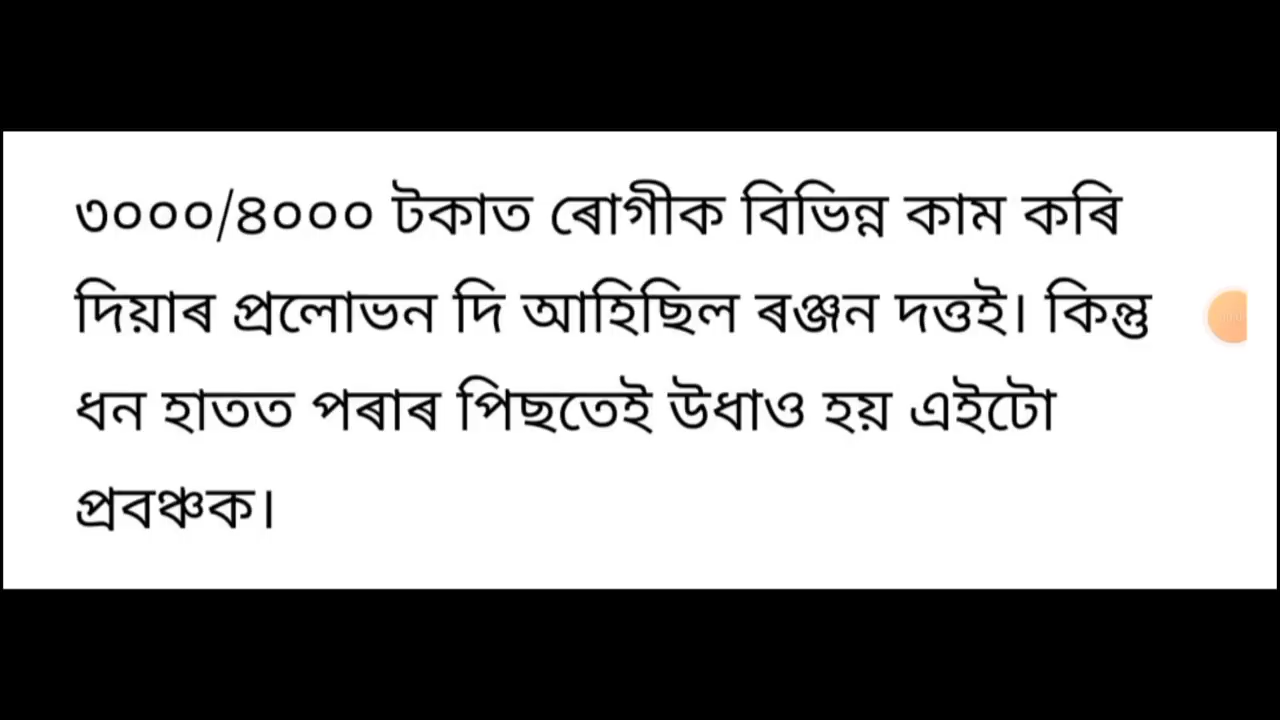 ৩০০০/৪০০০ টকাত ৰোগীক বিভিন্ন কাম কৰি
দিয়াৰ প্ৰলোভন দি আহিছিল ৰঞ্জন দত্তই। কিন্তু
ধন হাতত পৰাৰ পিছতেই উধাও হয় এইটো
প্ৰবঞ্চক।